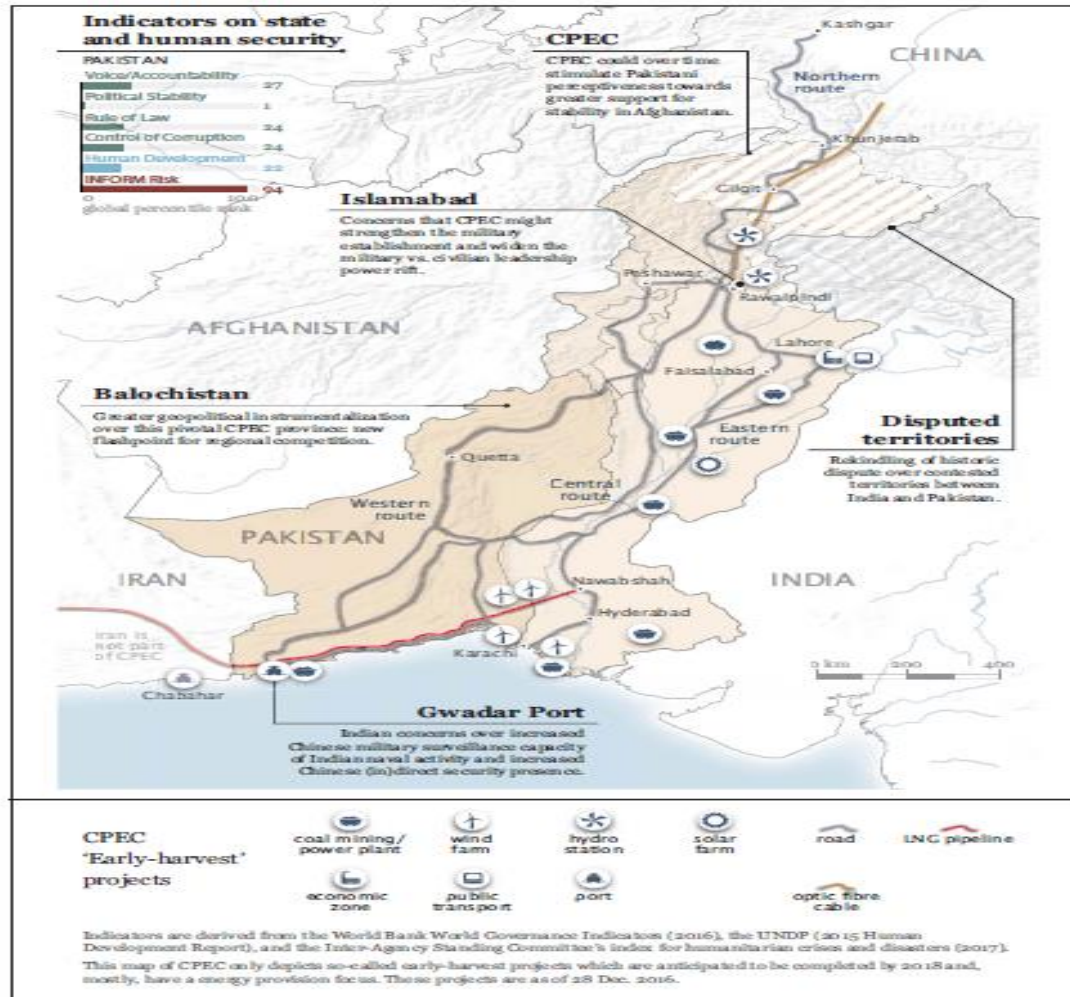 Indicators on state
and human security
PAKISTAN
Voice/Accountability
27
Political Stability
1
Rule of Law
24
Control of Corruption
24
Human Development
22
INFORM Risk
94
0
100
global percentile rank
CPEC
CPEC could over time
stimulate Pakistani
perceptiveness towards
greater support for
stability in Afghanistan.
Kashgar
CHINA
Northern
route
Khunjerab
Gilgit
Islamabad
Concerns that CPEC might
strengthen the military
establishment and widen the
military vs. civilian leadership
power rift.
Peshawar
Rawalpindi
AFGHANISTAN
Lahore
Faisalabad
Balochistan
Greater geopolitical instrumentalization
over this pivotal CPEC province: new
flashpoint for regional competition.
Eastern
route
Disputed
territories
Rekindling of historic
dispute over contested
territories between
India and Pakistan.
Quetta
Central
route
Western
route
PAKISTAN
IRAN
INDIA
Nawabshah
Hyderabad
Iran is
not part
of CPEC
Karachi
0 km 200 400
Chabahar
Gwadar Port
Indian concerns over increased
Chinese military surveillance capacity
of Indian naval activity and increased
Chinese (in)direct security presence.
CPEC
'Early-harvest'
projects
coal mining/
power plant
wind
farm
hydro
station
solar
farm
road
LNG pipeline
economic
zone
public
transport
port
optic fibre
cable
Indicators are derived from the World Bank World Governance Indicators (2016), the UNDP (2015 Human
Development Report), and the Inter-Agency Standing Committee's index for humanitarian crises and disasters (2017).
This map of CPEC only depicts so-called early-harvest projects which are anticipated to be completed by 2018 and,
mostly, have a energy provision focus. These projects are as of 28 Dec. 2016.